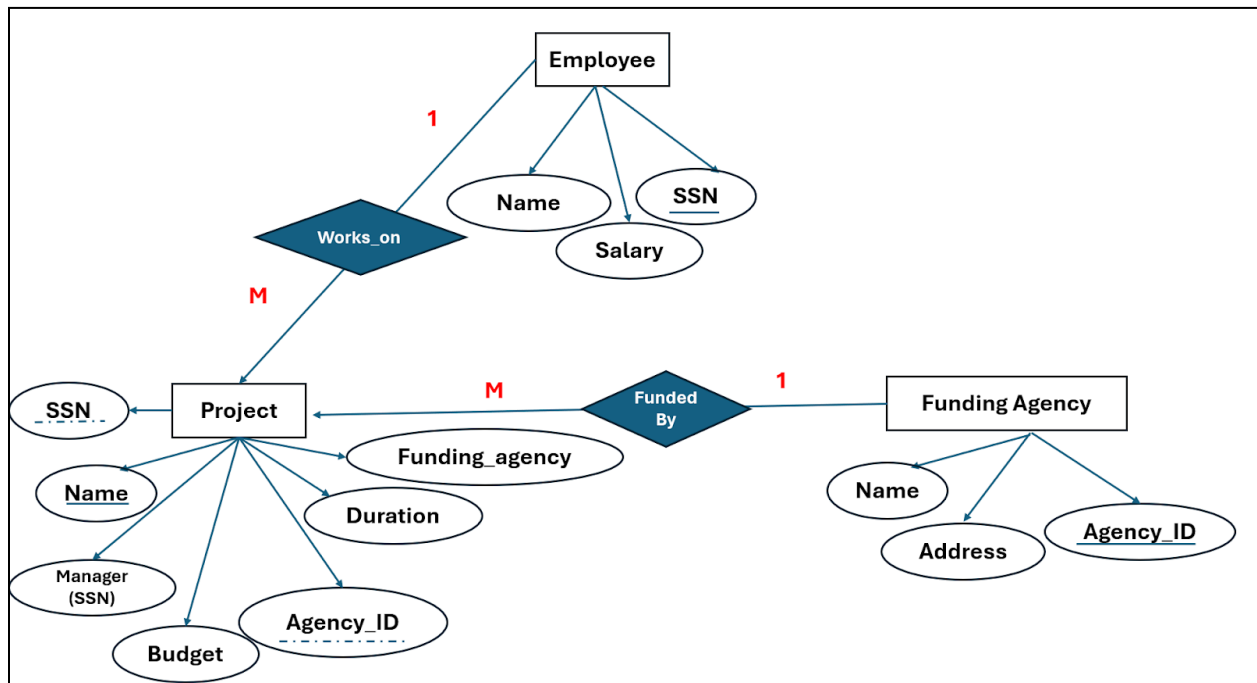 Employee
1
Name
SSN
Salary
Works_on
M
SSN
Project
M
Funded
By
1
Funding Agency
Funding_agency
Name
Duration
Manager
(SSN)
Budget
Agency_ID
Name
Address
Agency_ID